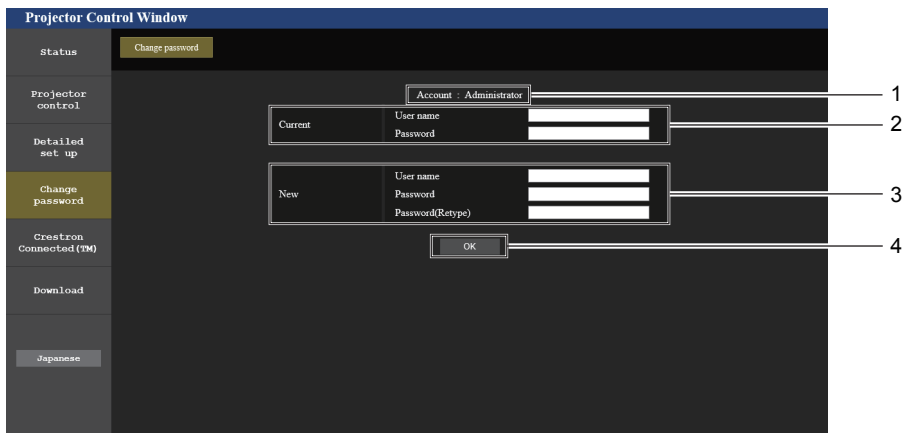 Projector Control Window
Status
Change password
Projector
control
Detailed
set up
Change
password
Crestron
Connected(TM)
Download
Japanese
Account : Administrator
1
Current
User name
Password
2
New
User name
Password
Password(Retype)
3
OK
4